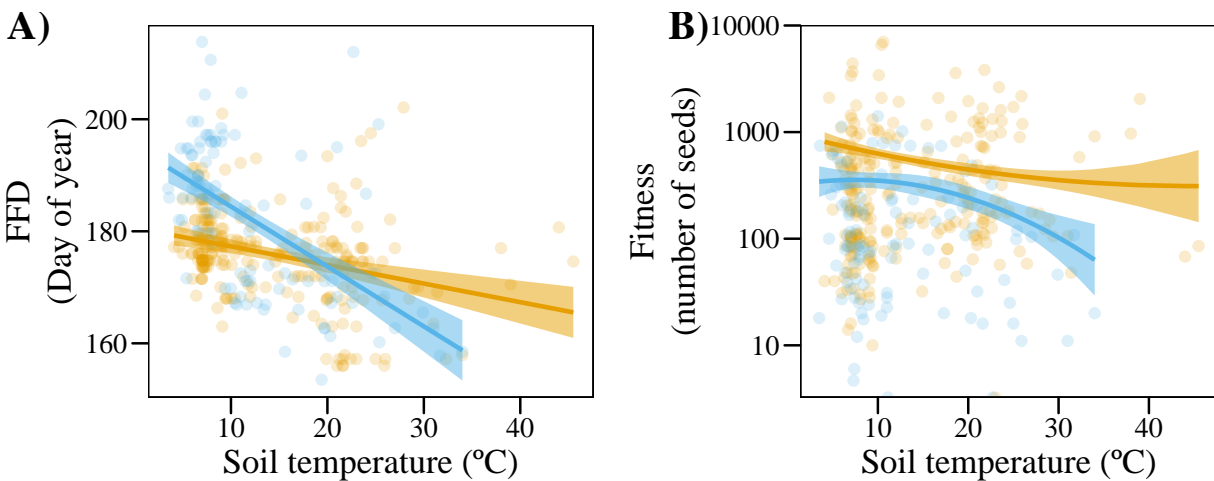 A)
FFD
(Day of year)
200
180
160
10 20 30 40
Soil temperature (ºC)
B)
Fitness
(number of seeds)
10000
1000
100
10
10 20 30 40
Soil temperature (ºC)